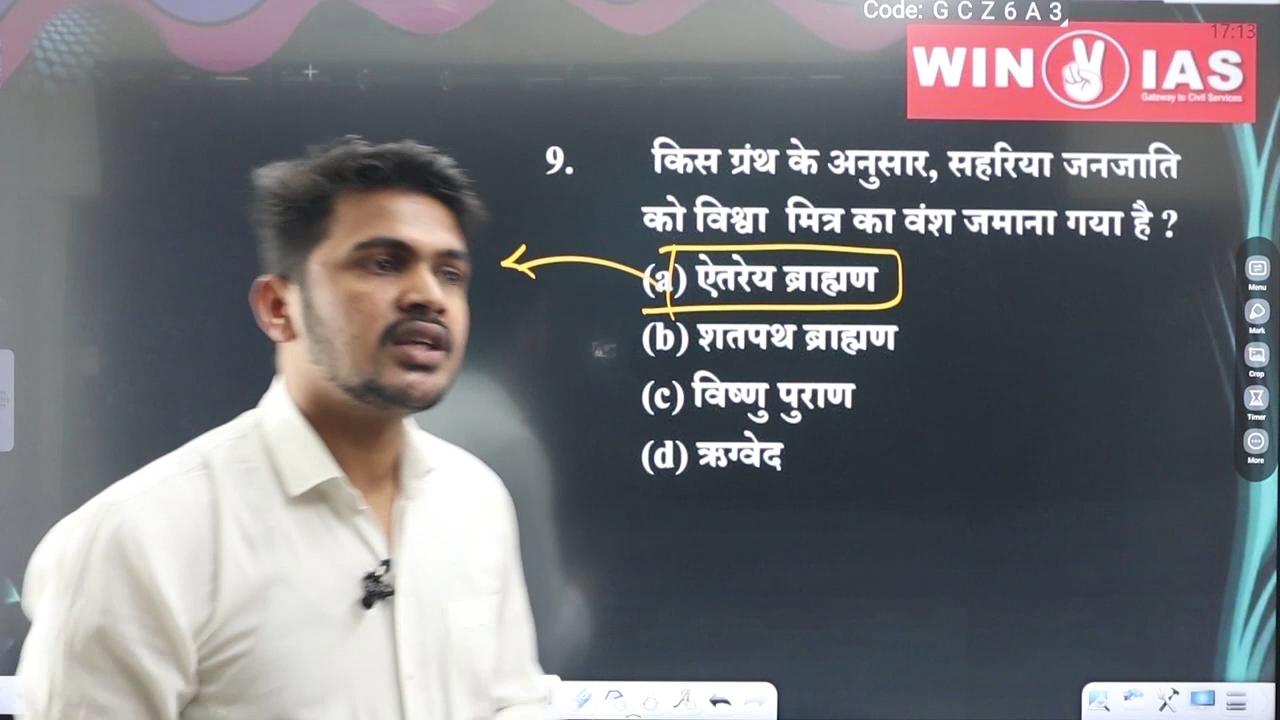 Code: G C Z 6 A 3
17:13
WIN IAS
Gateway to Civil Services
9. किस ग्रंथ के अनुसार, सहरिया जनजाति
को विश्वा मित्र का वंश जमाना गया है ?
(a) ऐतरेय ब्राह्मण
(b) शतपथ ब्राह्मण
(c) विष्णु पुराण
(d) ऋग्वेद
Menu
Mark
Crop
Timer
More